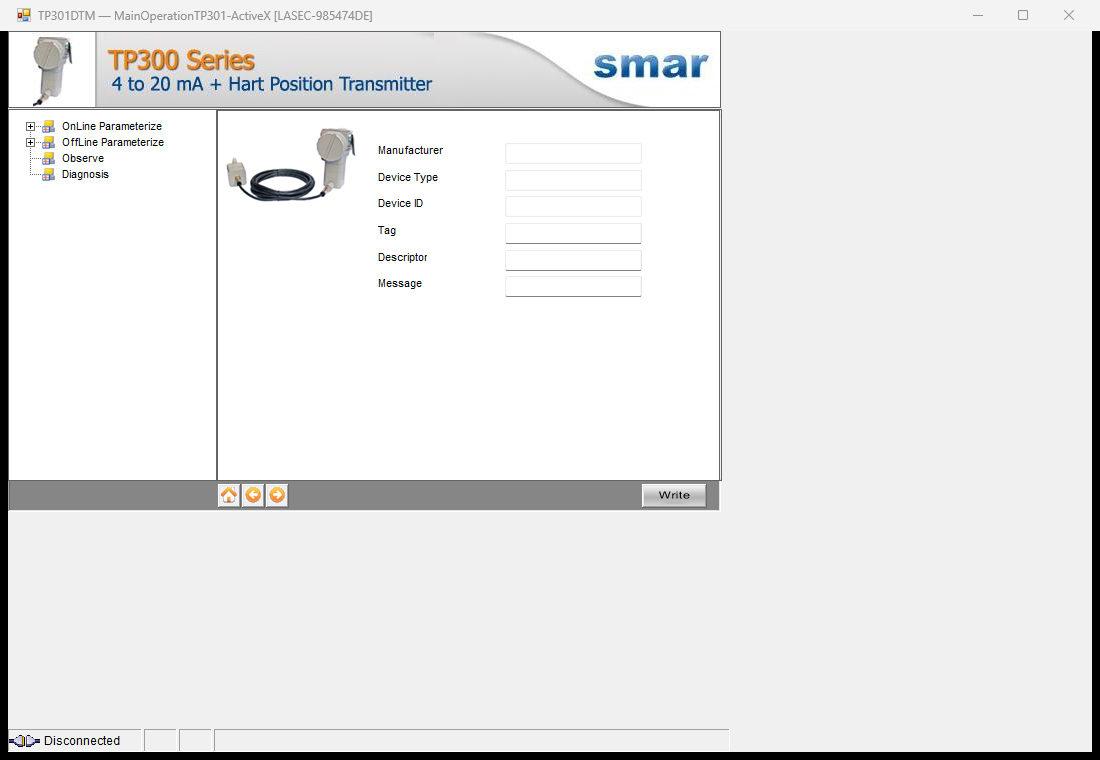 TP301DTM — MainOperationTP301-ActiveX [LASEC-985474DE]
TP300 Series
4 to 20 mA + Hart Position Transmitter
smar
OnLine Parameterize
OffLine Parameterize
Observe
Diagnosis
Manufacturer
Device Type
Device ID
Tag
Descriptor
Message
Write
Disconnected